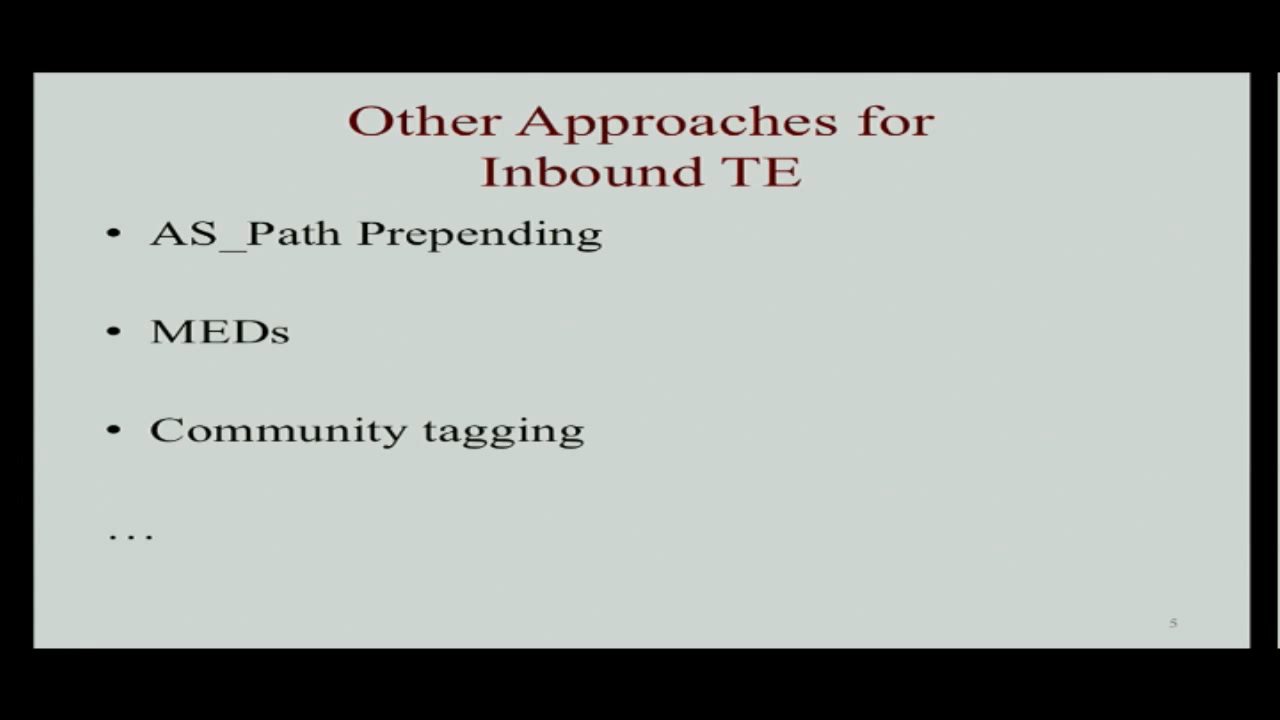 Other Approaches for
Inbound TE
• AS_Path Prepending
• MEDs
• Community tagging
…
5